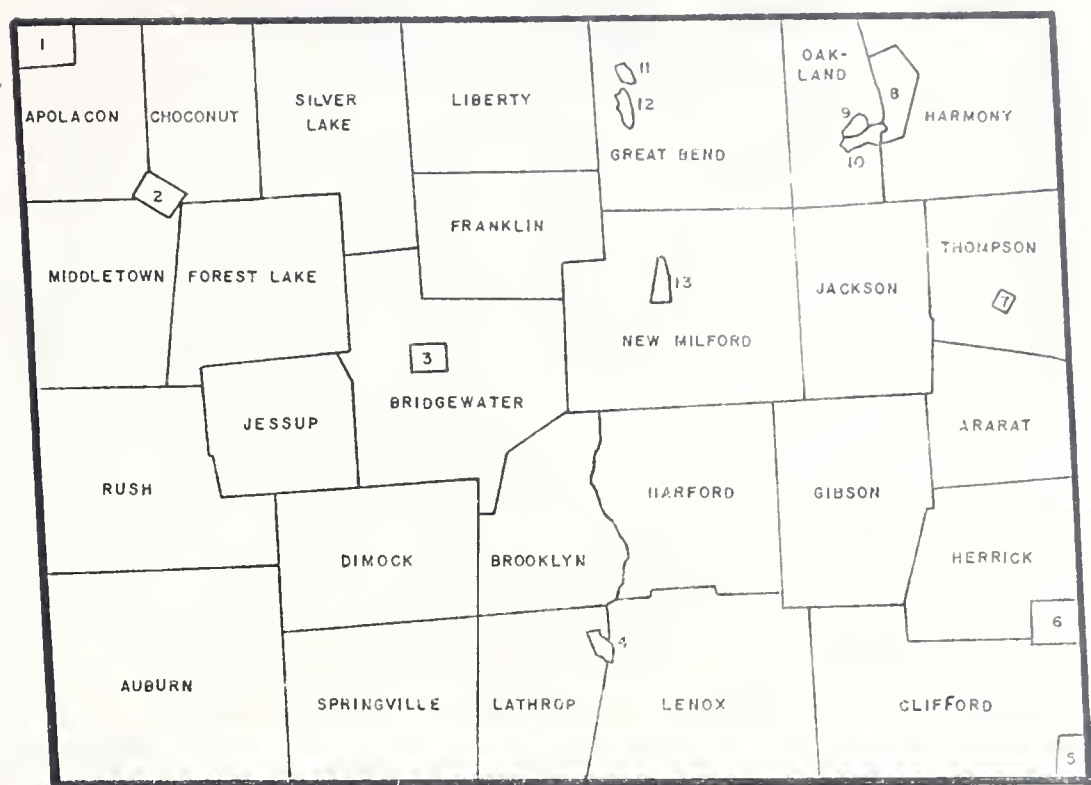 1
APOLACON
CHOCONUT
SILVER
LAKE
LIBERTY
11
12
GREAT BEND
OAK-
LAND
8
9
10
HARMONY
2
MIDDLETOWN
FOREST LAKE
FRANKLIN
13
NEW MILFORD
JACKSON
THOMPSON
7
3
BRIDGEWATER
JESSUP
ARARAT
RUSH
HARFORD
GIBSON
DIMOCK
BROOKLYN
HERRICK
6
4
AUBURN
SPRINGVILLE
LATHROP
LENOX
CLIFFORD
5